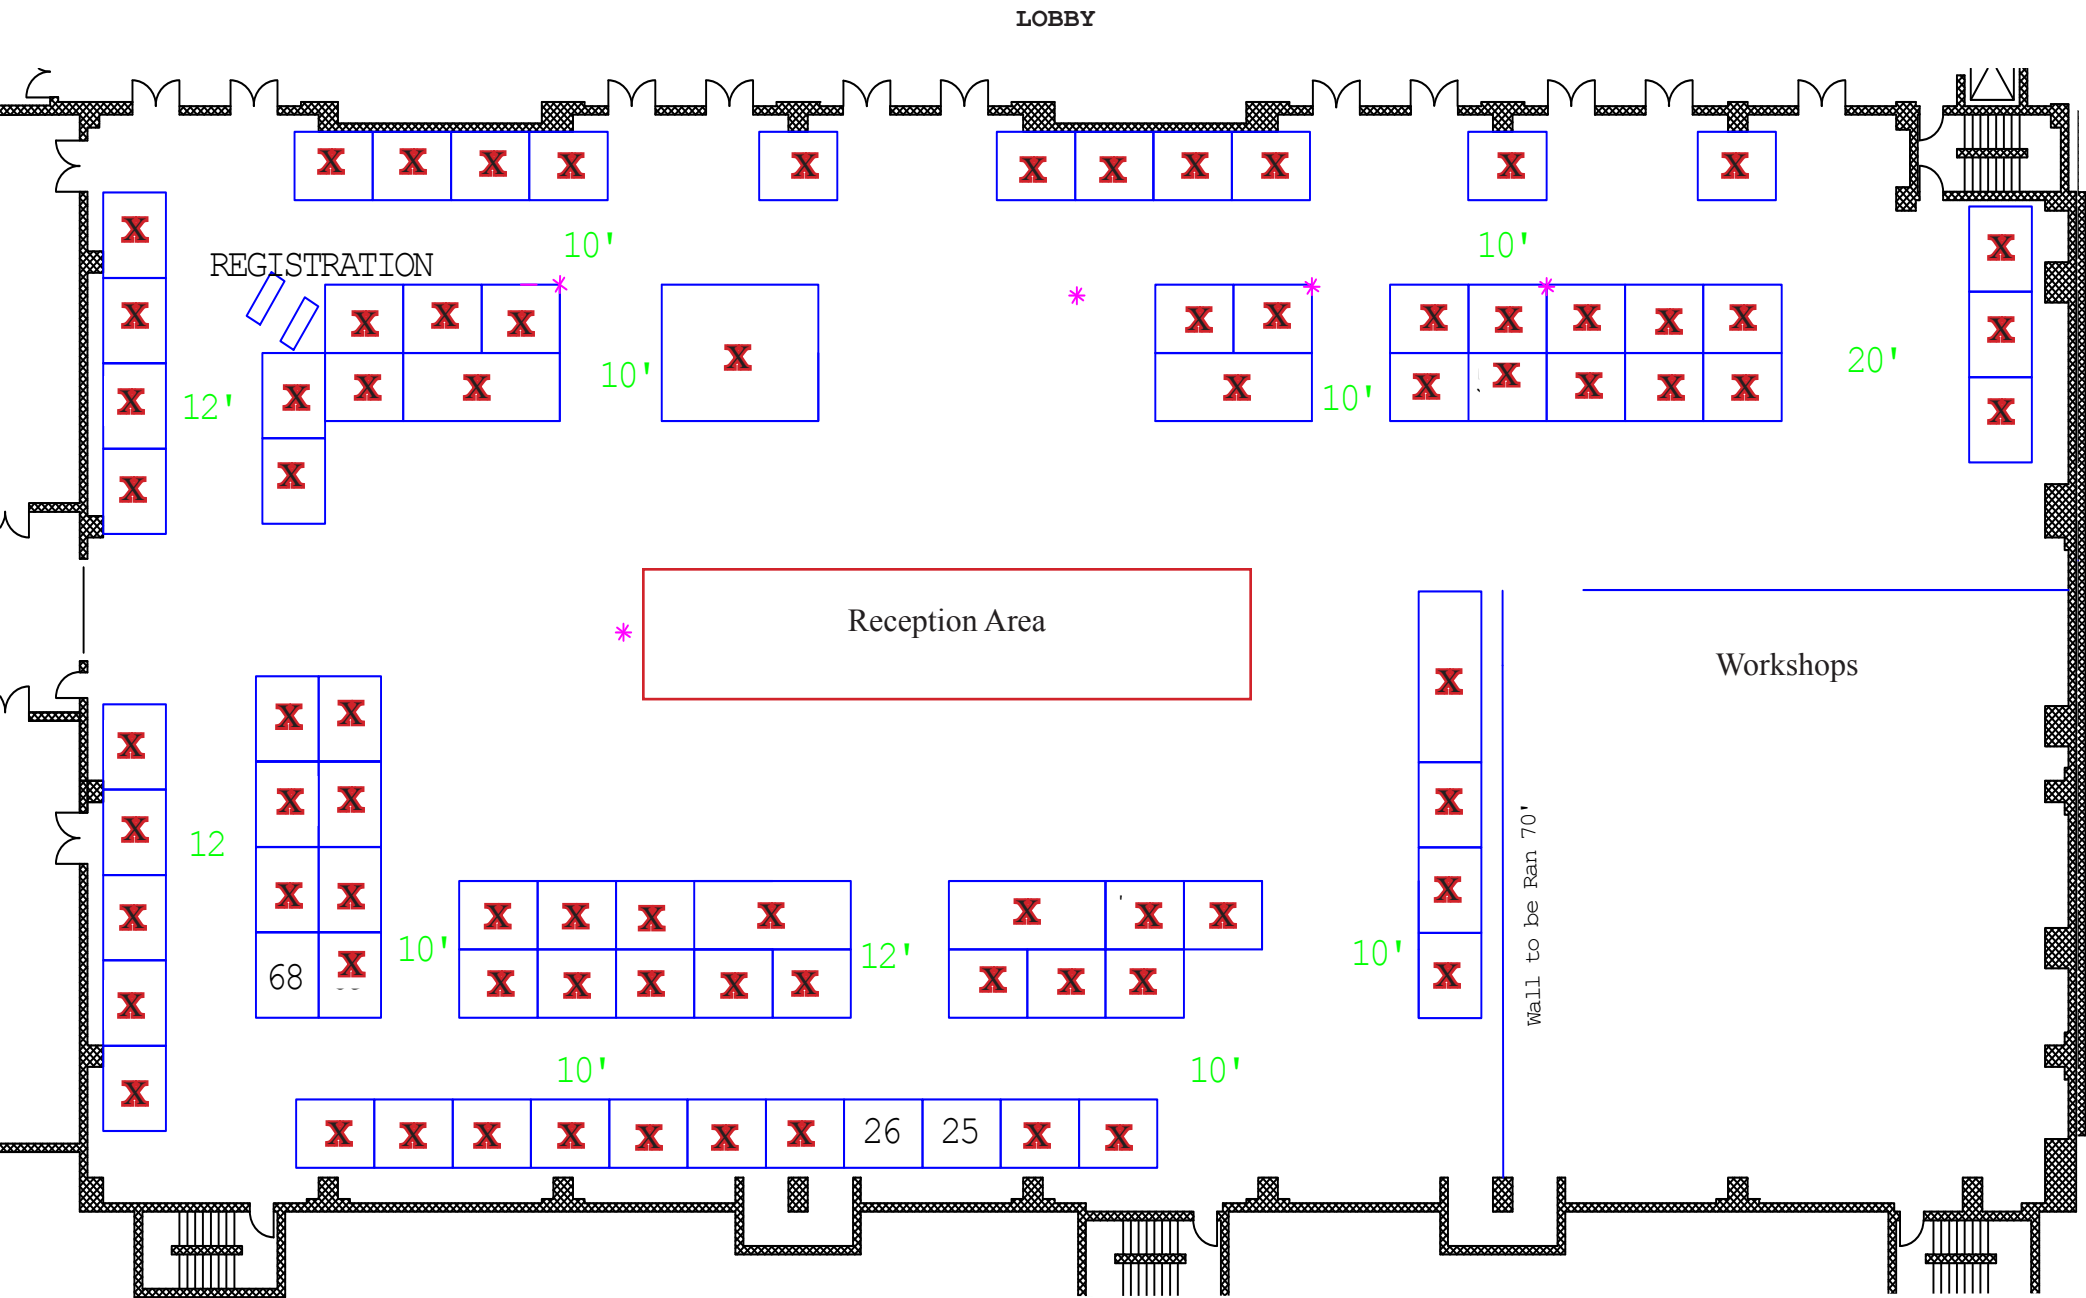 LOBBY
X X X X X X X X X X X
X X X X
10' 10'
REGISTRATION
X X X X X X X X X X X
X
10' 20'
X X X X X X X X X
12' 10'
X X X
X X
Reception Area
Workshops
X
X X
X
X X X
X
12
Wall to be Ran 70'
X X X
X X X X X X X
X
10' 12' 10'
68 X X X X X X X X X
X
X
10' 10'
X
X X X X X X X 26 25 X X